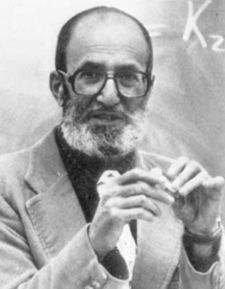 = K₂